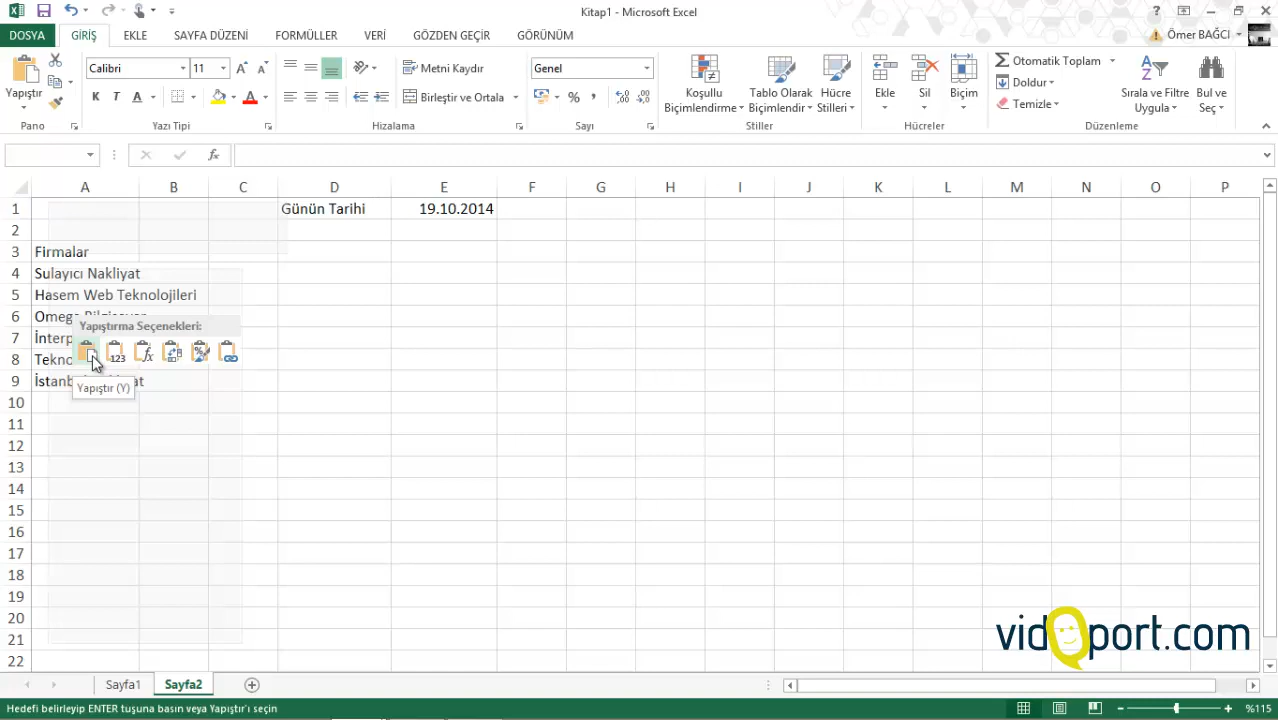 Kitap1 - Microsoft Excel
DOSYA GİRİŞ EKLE SAYFA DÜZENİ FORMÜLLER VERİ GÖZDEN GEÇİR GÖRÜNÜM Ömer BAĞCI
Yapıştır
Calibri 11
K T A A
Metni Kaydır
Birleştir ve Ortala
Genel
Koşullu Biçimlendirme
Tablo Olarak Biçimlendir
Hücre Stilleri
Ekle
Sil
Biçim
Otomatik Toplam
Doldur
Temizle
Sırala ve Filtre Uygula
Bul ve Seç
Pano Yazı Tipi Hizalama Sayı Stiller Hücreler Düzenleme
fx
A B C D E F G H I J K L M N O P
1 Günün Tarihi 19.10.2014
2
3 Firmalar
4 Sulayıcı Nakliyat
5 Hasem Web Teknolojileri
6 Omega Bilgisayar
Yapıştırma Seçenekleri:
7
8
Yapıştır (Y)
9
10
11
12
13
14
15
16
17
18
19
20
21
22
vidoport.com
Sayfa1 Sayfa2
Hedefi belirleyip ENTER tuşuna basın veya Yapıştır'ı seçin %115